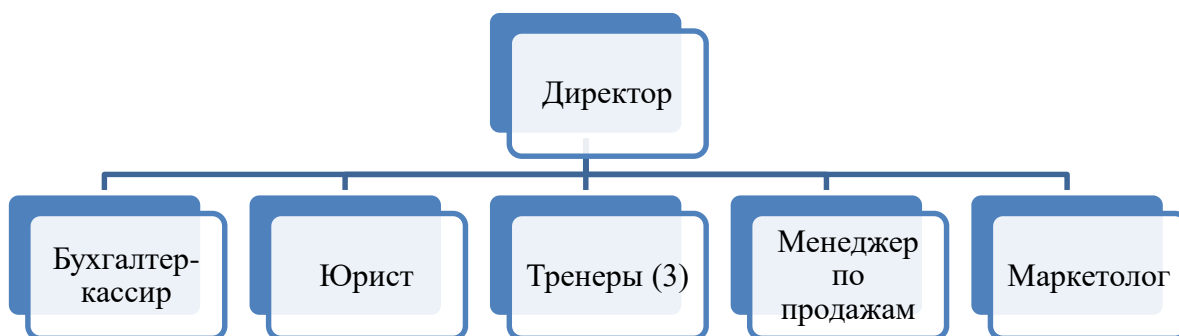 Директор
Бухгалтер-
кассир
Юрист
Тренеры (3)
Менеджер
по
продажам
Маркетолог